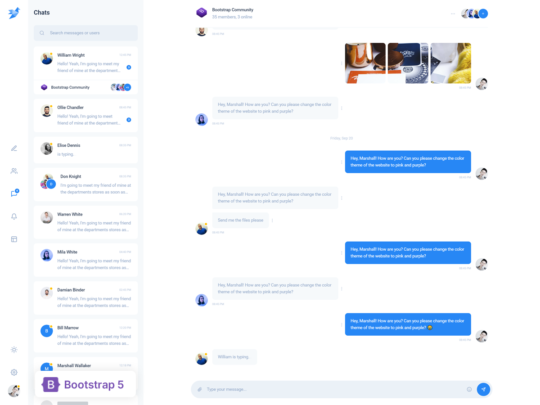 Chats
Search messages or users
William Wright
Hello! Yeah, I'm going to meet my
friend of mine at the departments...
Bootstrap Community
Ollie Chandler
Hello! Yeah, I'm going to meet
friend of mine at the department...
Elise Dennis
is typing.
Don Knight
I'm going to meet my friend of mine at
the departments stores as soon as...
Warren White
Hello! Yeah, I'm going to meet my friend
of mine at the departments stores as...
Mila White
Hello! Yeah, I'm going to meet my friend
of mine at the departments stores as...
Damian Binder
Hello! Yeah, I'm going to meet my friend
of mine at the departments stores as...
Bill Marrow
Hello! Yeah, I'm going to meet my friend
of mine at the departments stores as...
Marshall Wallaker
B Bootstrap 5
Bootstrap Community
35 members, 3 online
Hey, Marshall! How are you? Can you please change the color
theme of the website to pink and purple?
Hey, Marshall! How are you? Can you please change the color
theme of the website to pink and purple?
Hey, Marshall! How are you? Can you please change the color
theme of the website to pink and purple?
Send me the files please
Hey, Marshall! How are you? Can you please change the color
theme of the website to pink and purple?
Hey, Marshall! How are you? Can you please change the color
theme of the website to pink and purple?
Hey, Marshall! How are you? Can you please change the color
theme of the website to pink and purple? 😀
William is typing
Type your message...